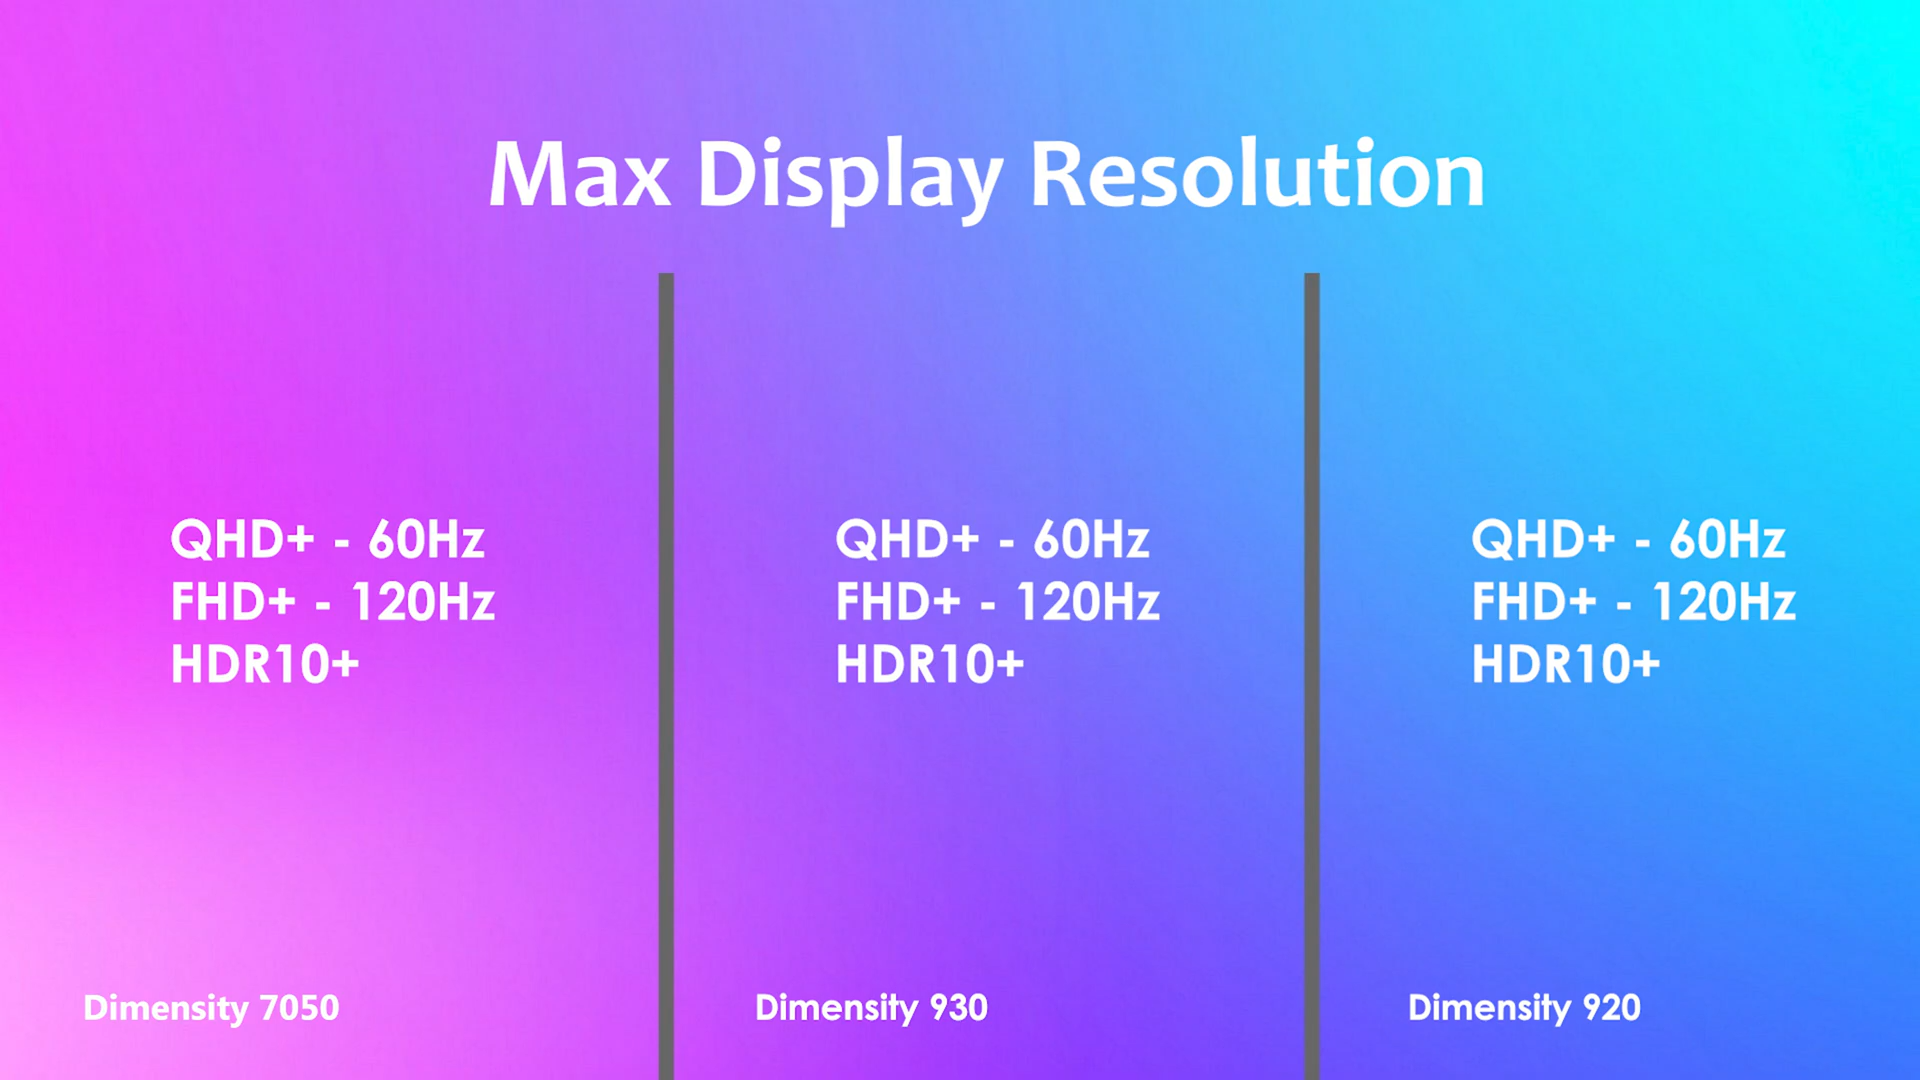 Max Display Resolution
QHD+ - 60Hz
FHD+ - 120Hz
HDR10+
Dimensity 7050
QHD+ - 60Hz
FHD+ - 120Hz
HDR10+
Dimensity 930
QHD+ - 60Hz
FHD+ - 120Hz
HDR10+
Dimensity 920